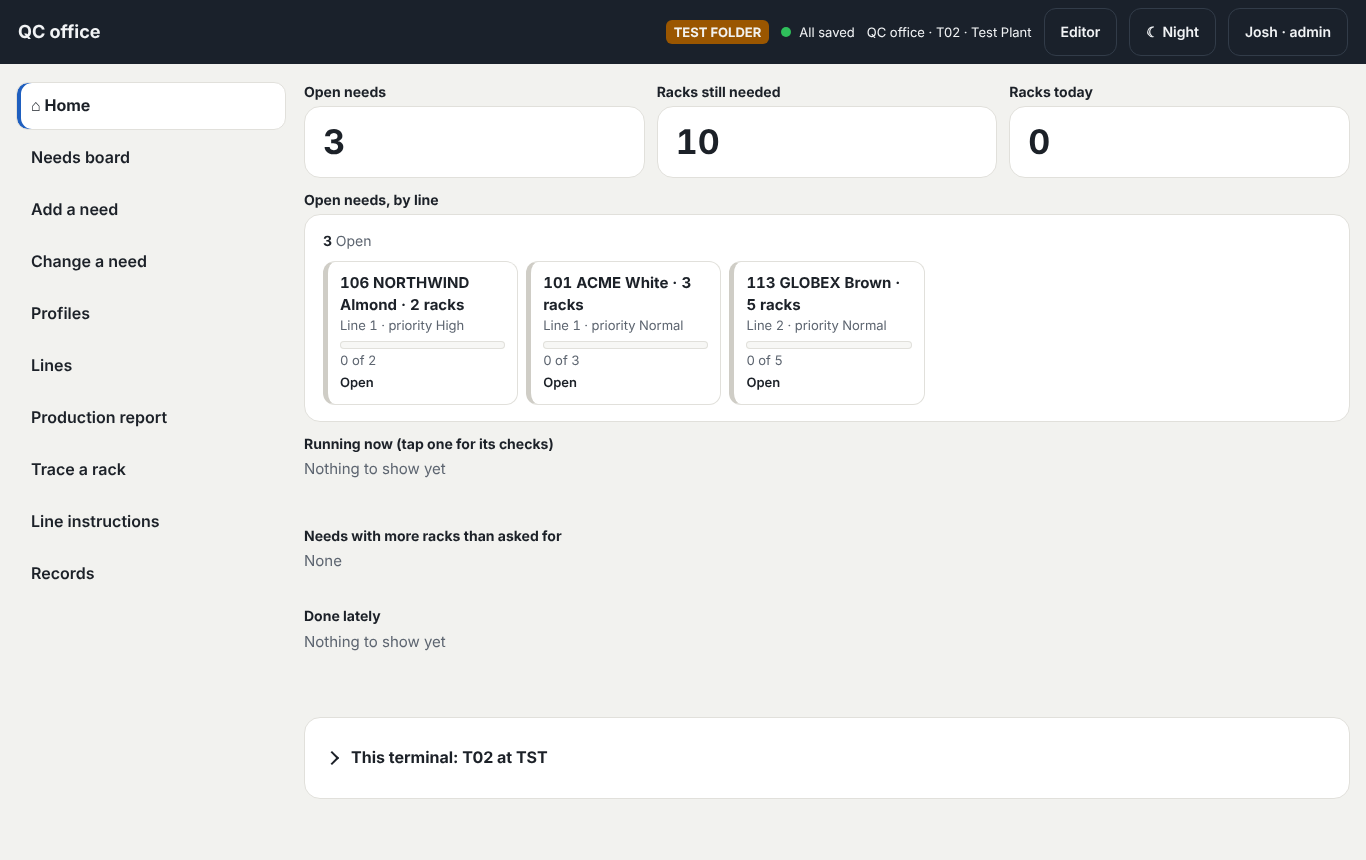 QC office
TEST FOLDER
All saved
QC office · T02 · Test Plant
Editor
☾ Night
Josh · admin
⌂ Home
Needs board
Add a need
Change a need
Profiles
Lines
Production report
Trace a rack
Line instructions
Records
Open needs
3
Racks still needed
10
Racks today
0
Open needs, by line
3 Open
106 NORTHWIND
Almond · 2 racks
Line 1 · priority High
0 of 2
Open
101 ACME White · 3
racks
Line 1 · priority Normal
0 of 3
Open
113 GLOBEX Brown ·
5 racks
Line 2 · priority Normal
0 of 5
Open
Running now (tap one for its checks)
Nothing to show yet
Needs with more racks than asked for
None
Done lately
Nothing to show yet
This terminal: T02 at TST